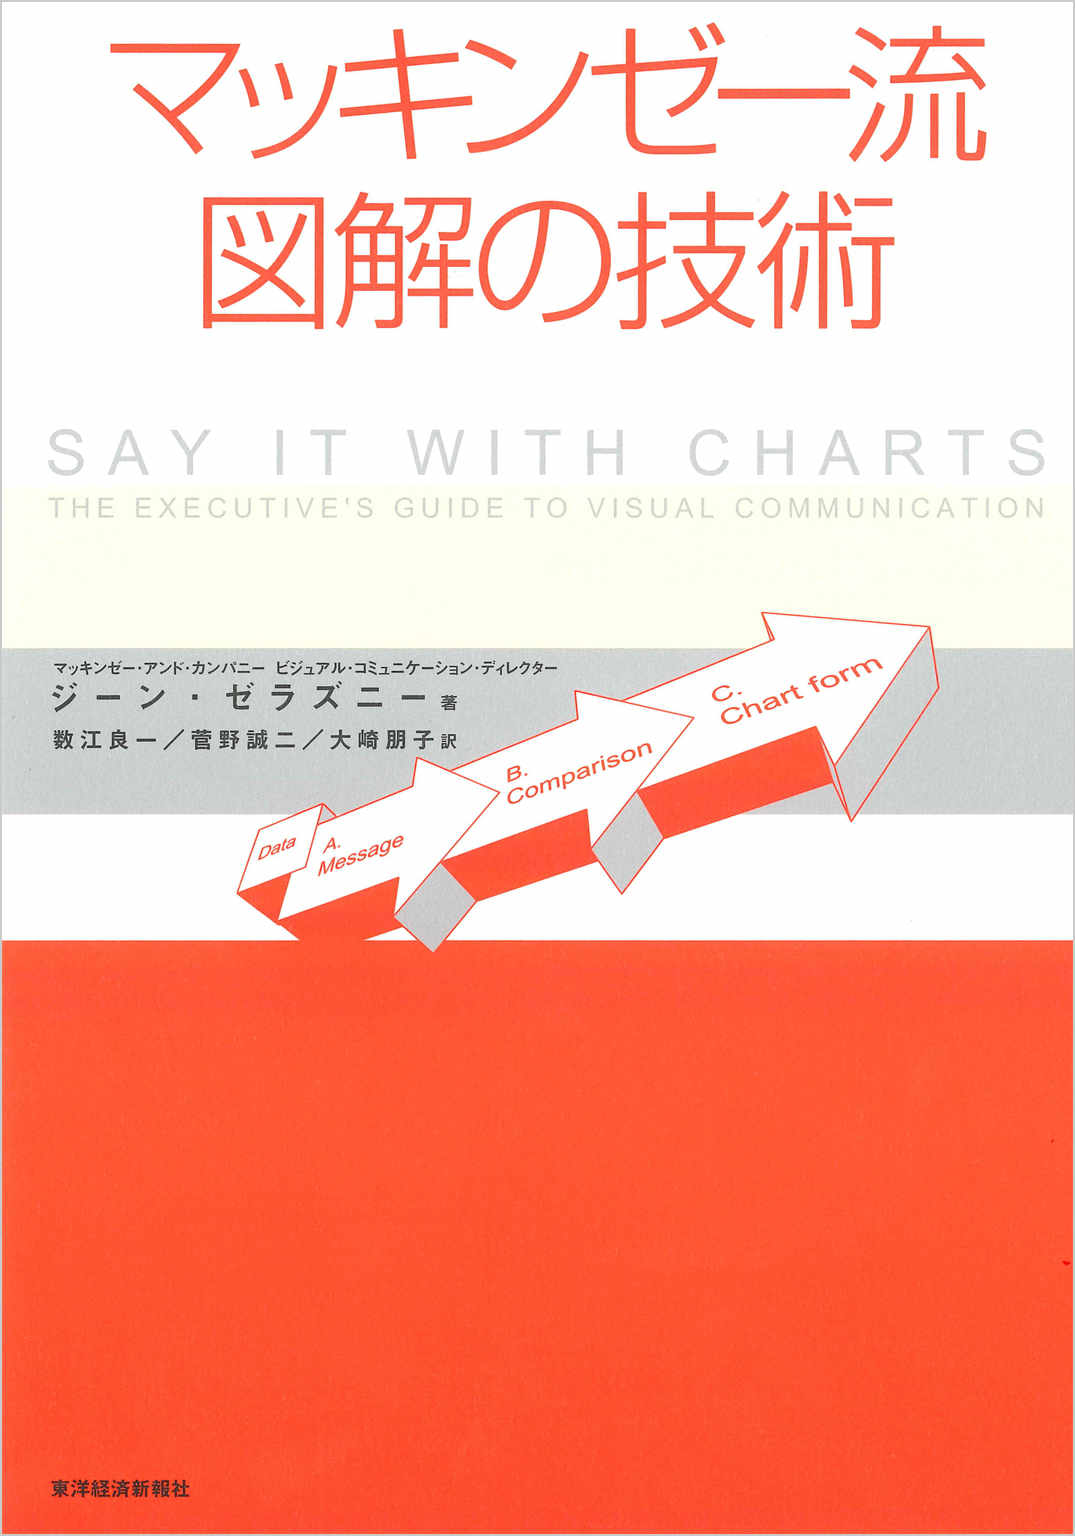 マッキンゼー流
図解の技術
SAY IT WITH CHARTS
THE EXECUTIVE'S GUIDE TO VISUAL COMMUNICATION
マッキンゼー・アンド・カンパニー ビジュアル・コミュニケーション・ディレクター
ジーン・ゼラズニー 著
数江良一／菅野誠二／大崎朋子 訳
Data
A.
Message
B.
Comparison
C.
Chart form
東洋経済新報社